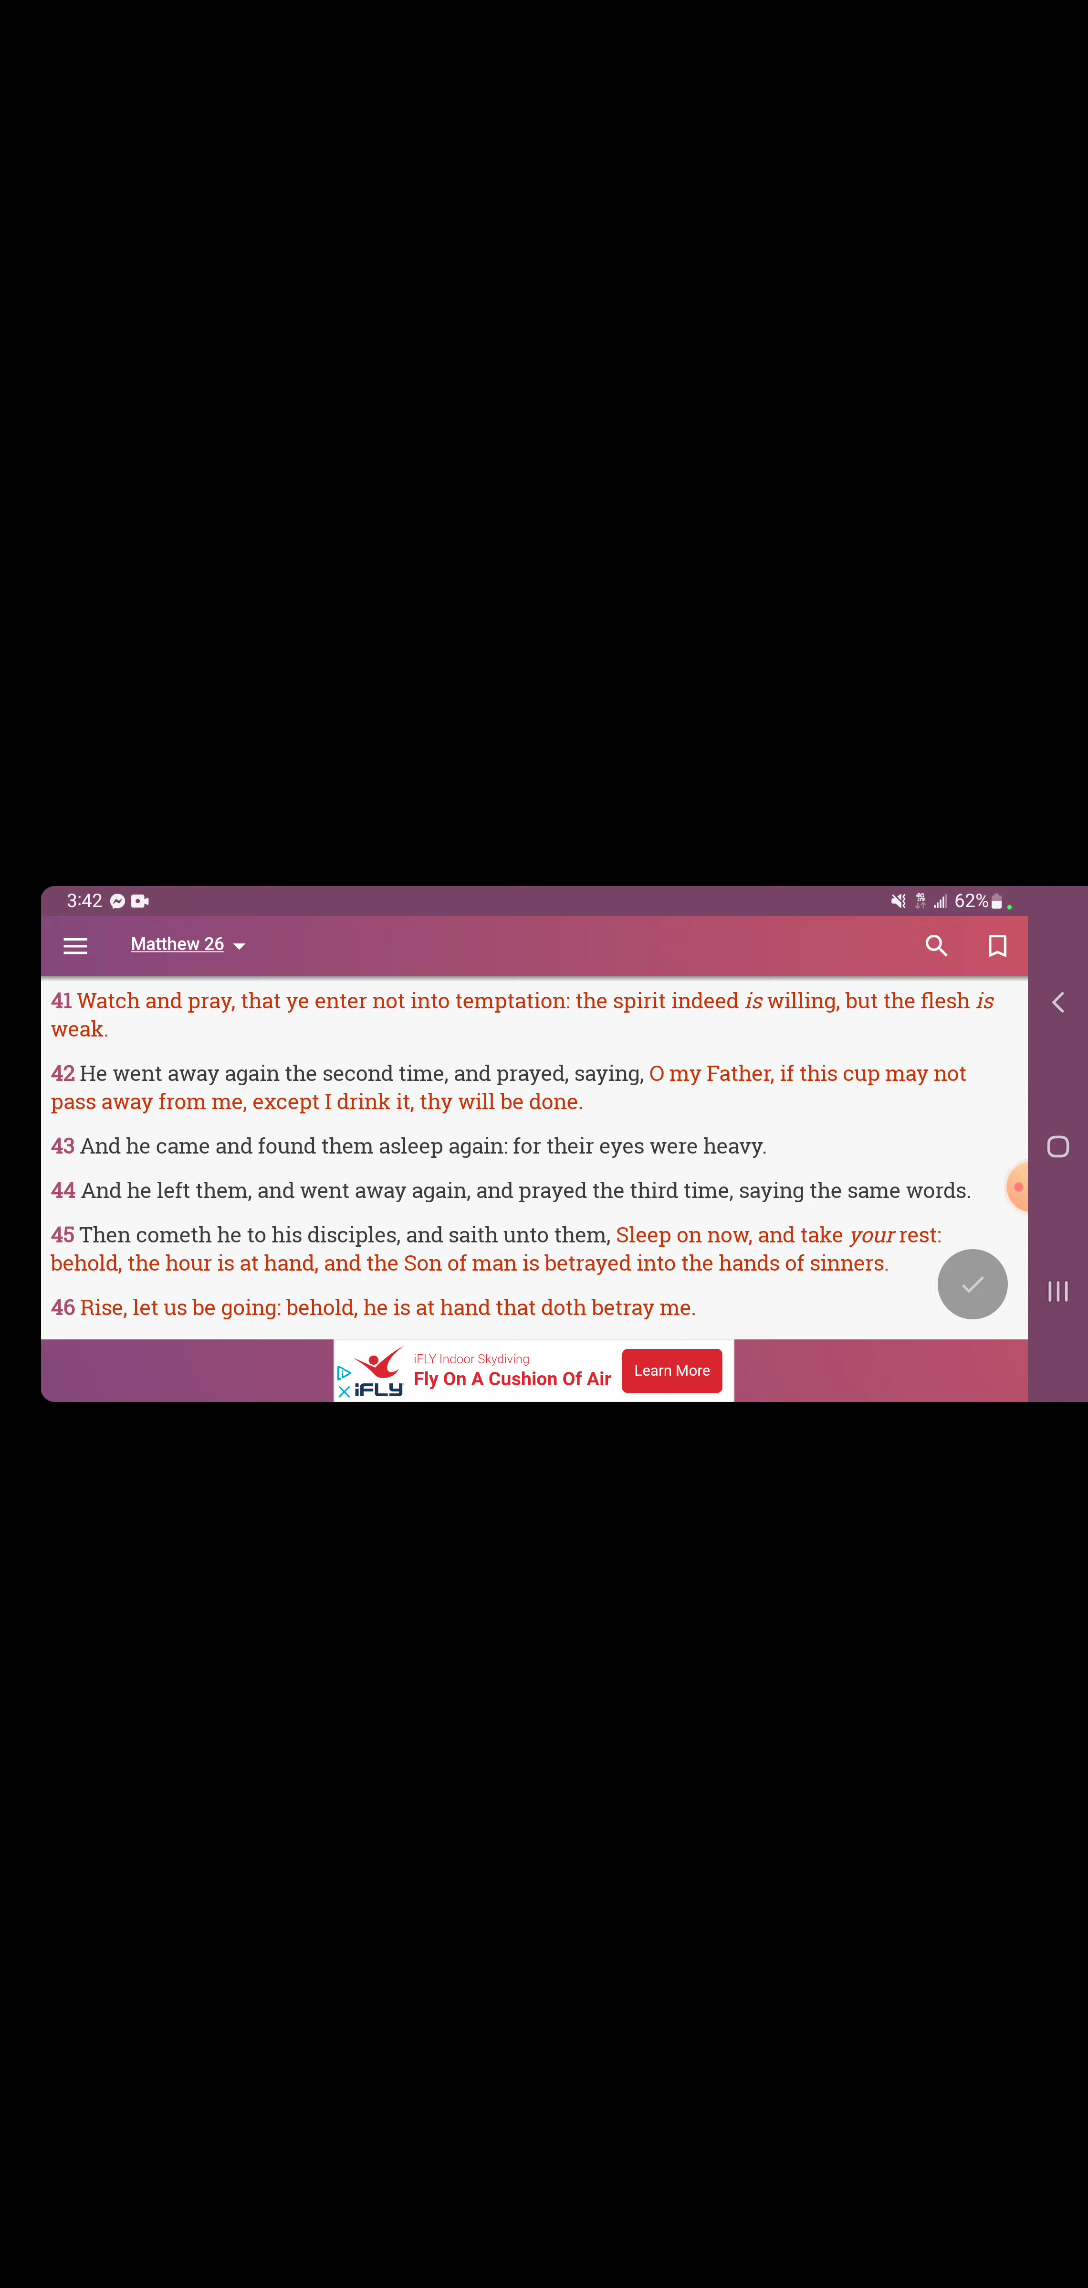 3:42
62%
Matthew 26
41 Watch and pray, that ye enter not into temptation: the spirit indeed is willing, but the flesh is
weak.
42 He went away again the second time, and prayed, saying, O my Father, if this cup may not
pass away from me, except I drink it, thy will be done.
43 And he came and found them asleep again: for their eyes were heavy.
44 And he left them, and went away again, and prayed the third time, saying the same words.
45 Then cometh he to his disciples, and saith unto them, Sleep on now, and take your rest:
behold, the hour is at hand, and the Son of man is betrayed into the hands of sinners.
46 Rise, let us be going: behold, he is at hand that doth betray me.
iFLY Indoor Skydiving
Fly On A Cushion Of Air
Learn More
iFLY